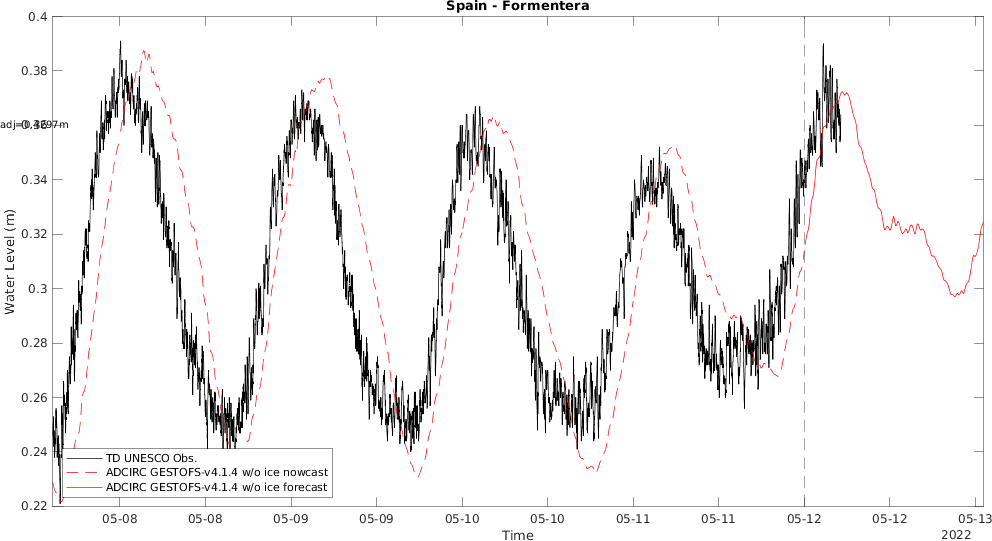 Spain - Formentera
0.4
0.38
0.36
0.34
0.32
0.3
0.28
0.26
0.24
0.22
Water Level (m)
TD UNESCO Obs.
ADCIRC GESTOFS-v4.1.4 w/o ice nowcast
ADCIRC GESTOFS-v4.1.4 w/o ice forecast
05-08 05-08 05-09 05-09 05-10 05-10 05-11 05-11 05-12 05-12 05-13
Time
2022